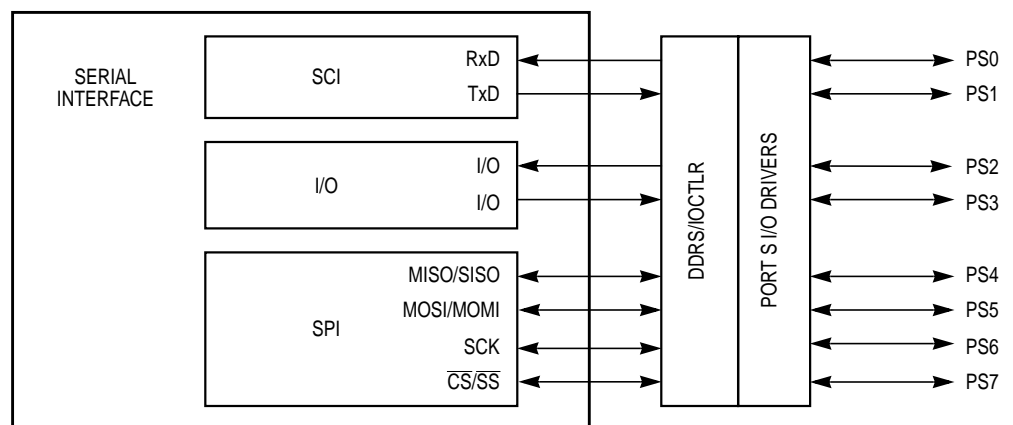 SERIAL
INTERFACE
SCI
RxD
TxD
I/O
I/O
I/O
SPI
MISO/SISO
MOSI/MOMI
SCK
CS/SS
DDRS/IOCTLR
PORT S I/O DRIVERS
PS0
PS1
PS2
PS3
PS4
PS5
PS6
PS7